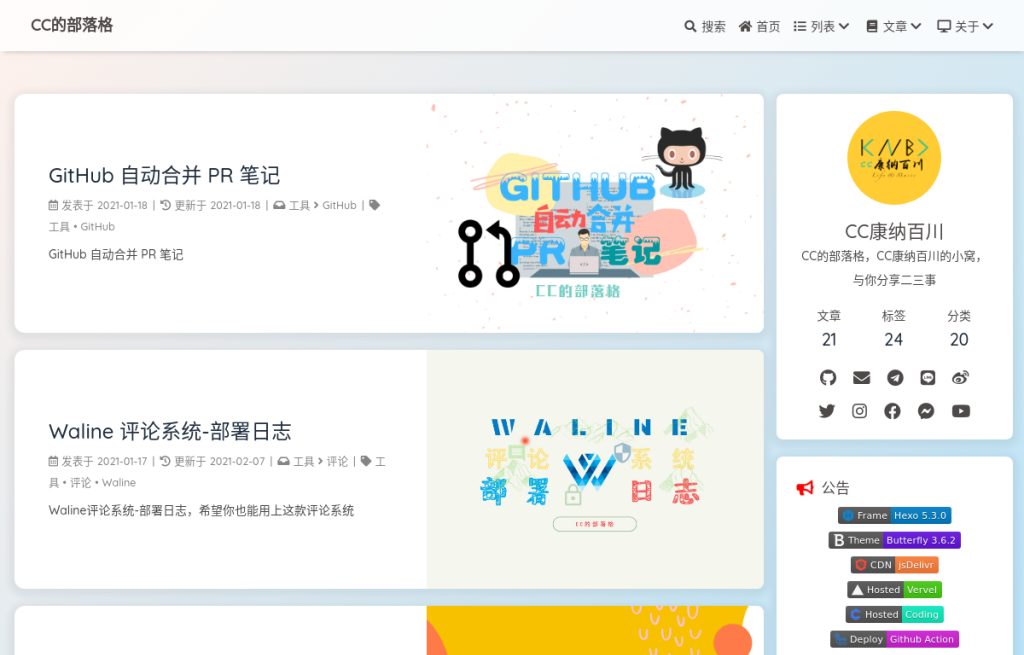 CC的部落格
搜索 首页 列表 文章 关于
GitHub 自动合并 PR 笔记
发表于 2021-01-18 | 更新于 2021-01-18 | 工具 > GitHub |
工具 • GitHub
GitHub 自动合并 PR 笔记
GITHUB
自动合并
PR 笔记
CC的部落格
Waline 评论系统-部署日志
发表于 2021-01-17 | 更新于 2021-02-07 | 工具 > 评论 | 工
具 • 评论 • Waline
Waline评论系统-部署日志，希望你也能用上这款评论系统
WALINE
评论 系统
部署 日志
CC的部落格
KNB>
CC康纳百川
Life & Music
CC康纳百川
CC的部落格，CC康纳百川的小窝，
与你分享二三事
文章 标签 分类
21 24 20
公告
Frame Hexo 5.3.0
Theme Butterfly 3.6.2
CDN jsDelivr
Hosted Vervel
Hosted Coding
Deploy Github Action